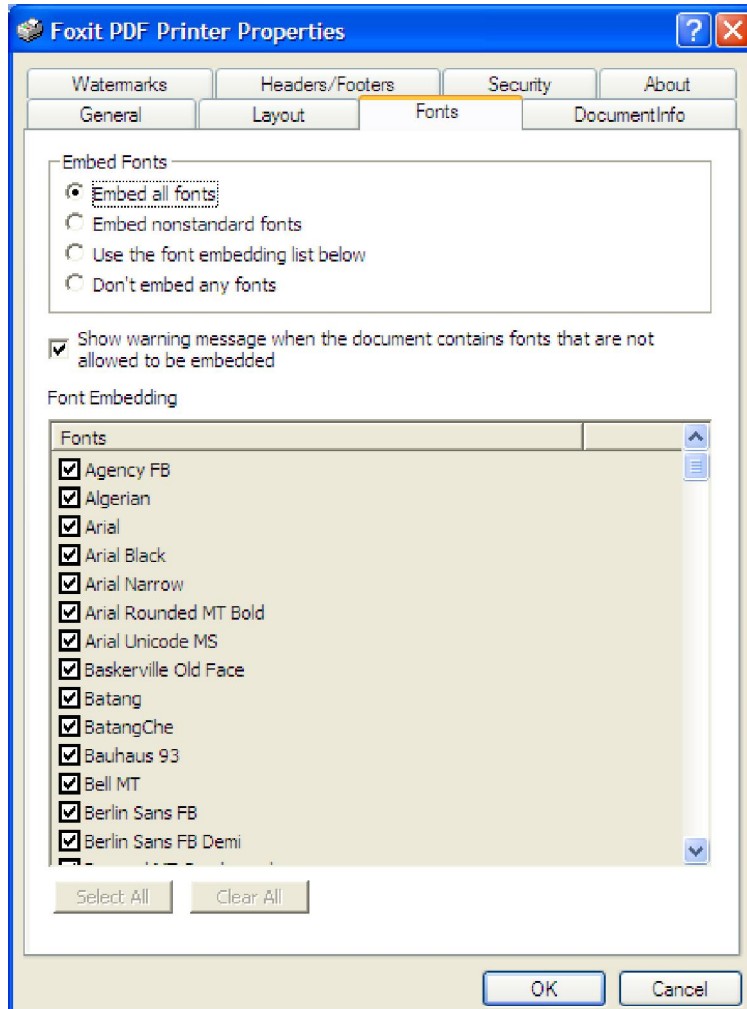 Foxit PDF Printer Properties
Watermarks Headers/Footers Security About
General Layout Fonts DocumentInfo
Embed Fonts
Embed all fonts
Embed nonstandard fonts
Use the font embedding list below
Don't embed any fonts
Show warning message when the document contains fonts that are not
allowed to be embedded
Font Embedding
Fonts
Agency FB
Algerian
Arial
Arial Black
Arial Narrow
Arial Rounded MT Bold
Arial Unicode MS
Baskerville Old Face
Batang
BatangChe
Bauhaus 93
Bell MT
Berlin Sans FB
Berlin Sans FB Demi
Select All Clear All
OK Cancel